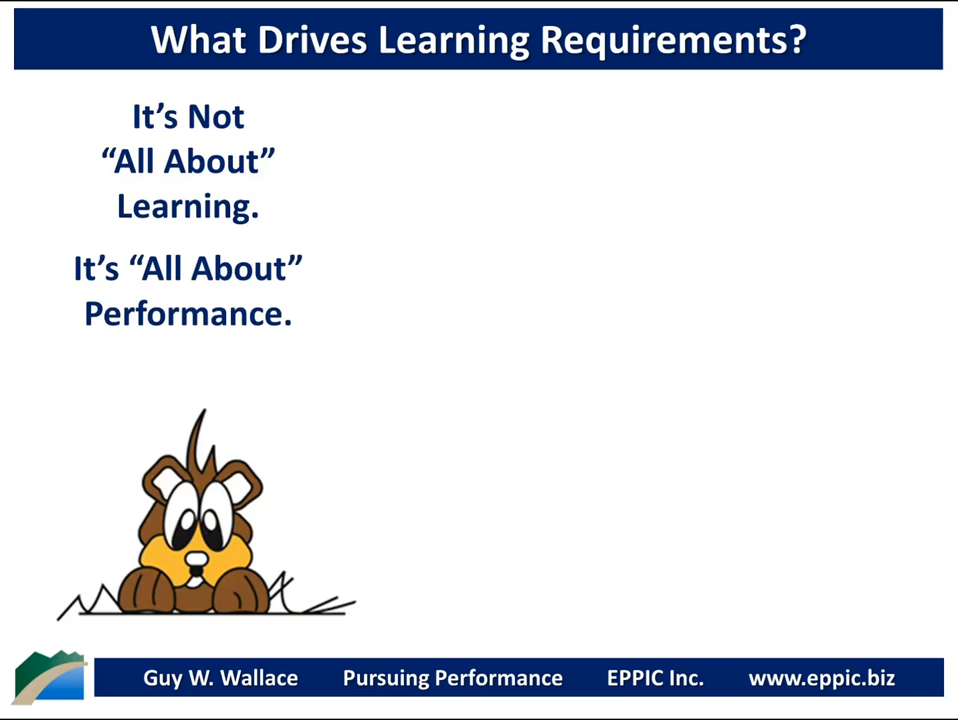 What Drives Learning Requirements?
It’s Not
“All About”
Learning.
It’s “All About”
Performance.
Guy W. Wallace Pursuing Performance EPPIC Inc. www.eppic.biz